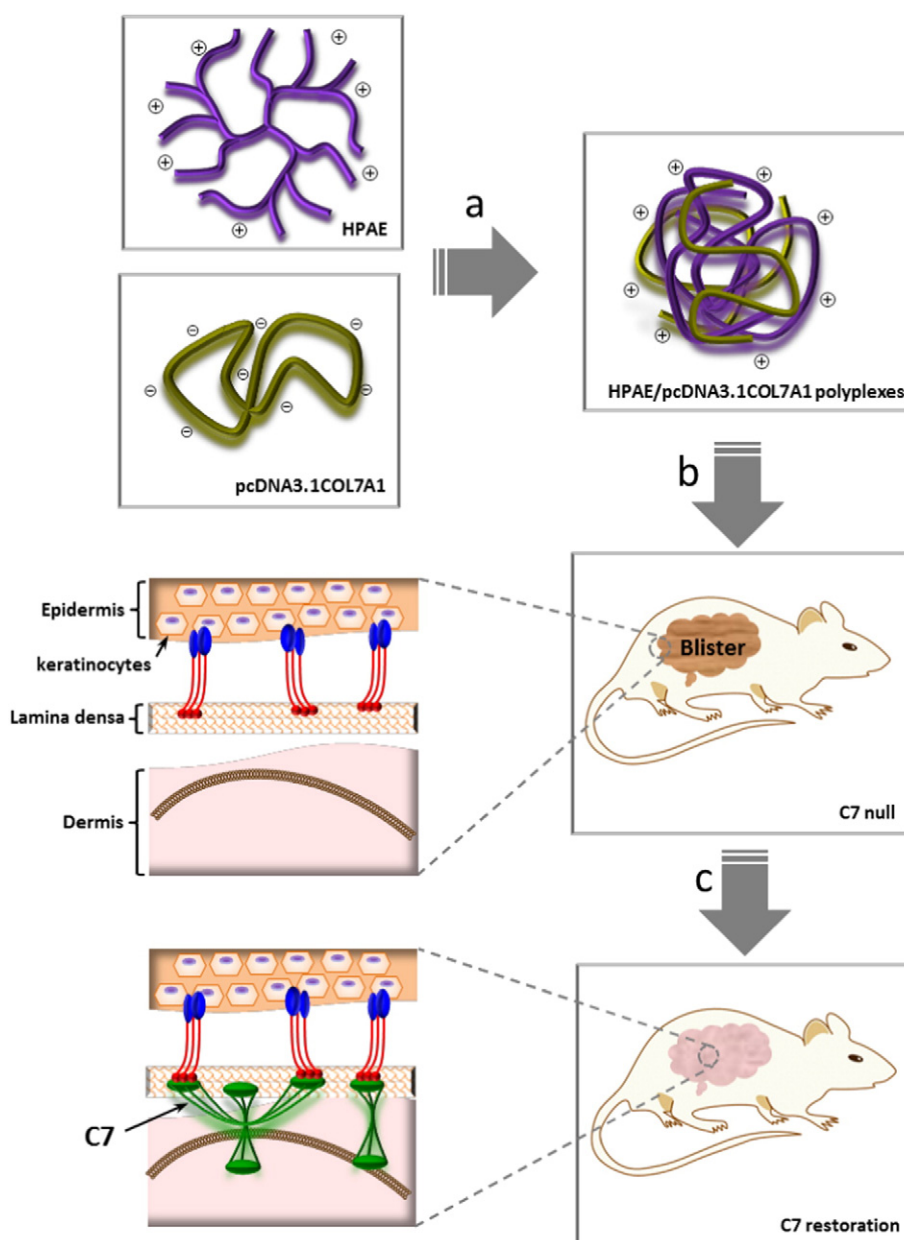 HPAE
a
pcDNA3.1COL7A1
HPAE/pcDNA3.1COL7A1 polyplexes
b
Epidermis
keratinocytes
Lamina densa
Dermis
Blister
C7 null
c
C7
C7 restoration